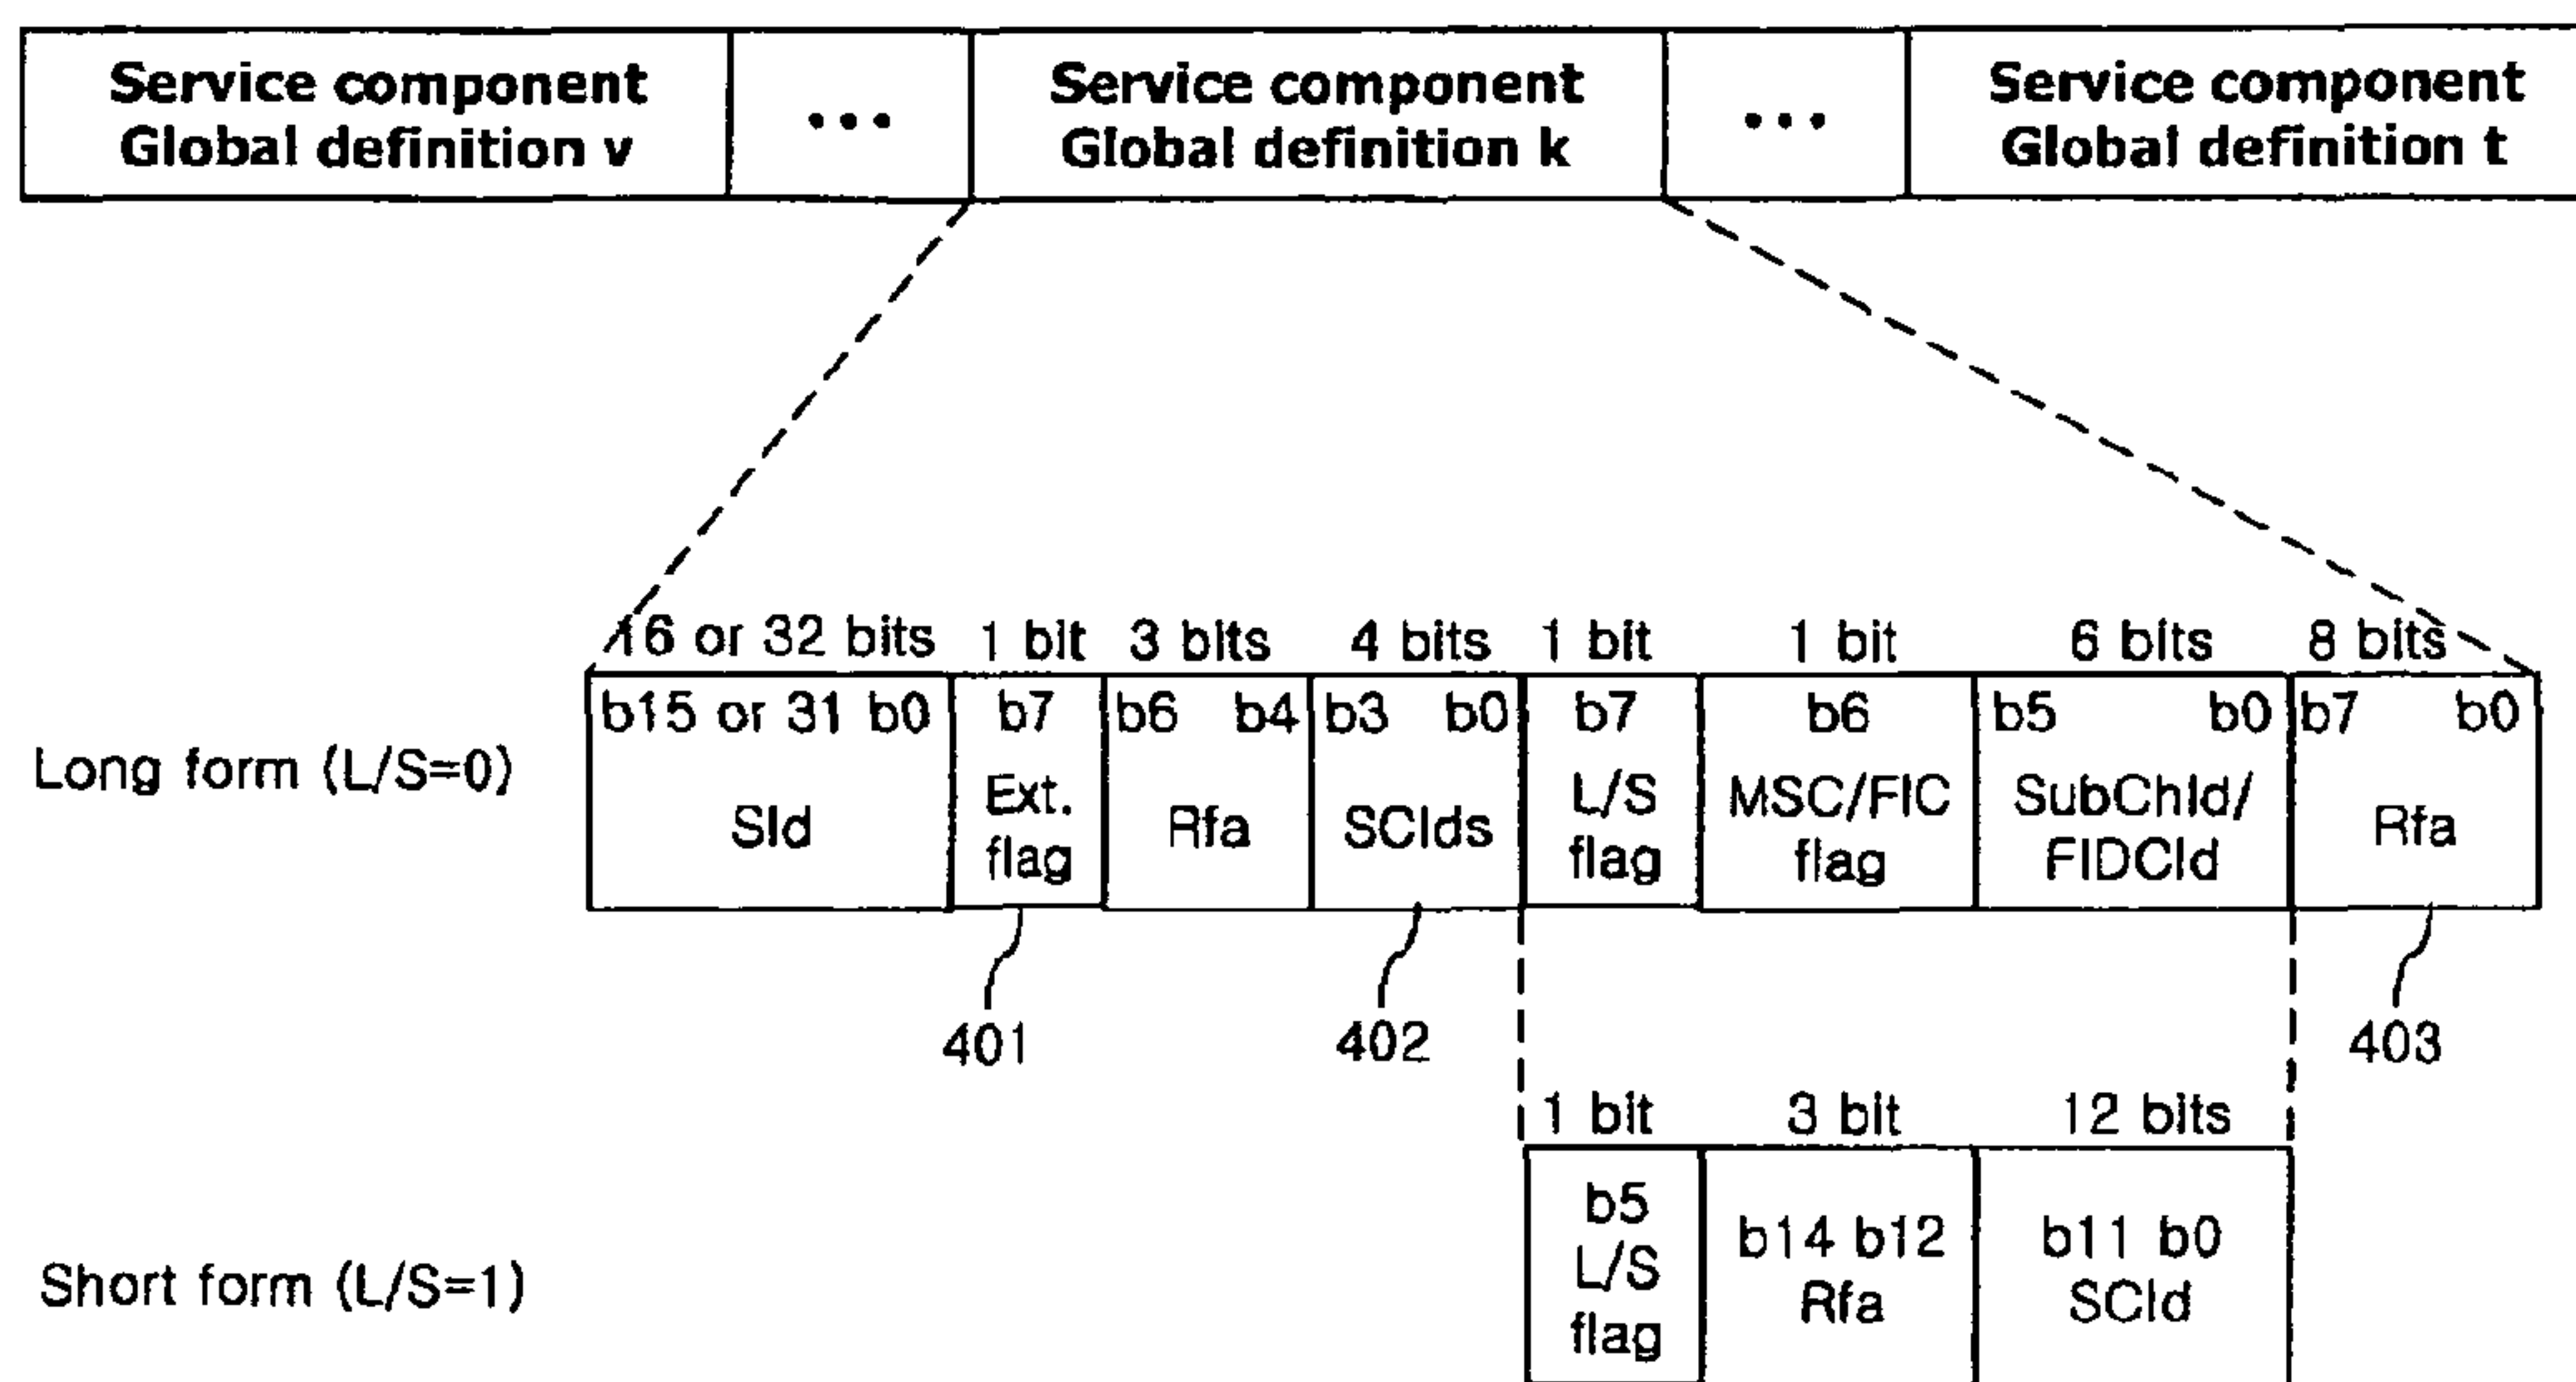 Service component
Global definition v
•••
Service component
Global definition k
•••
Service component
Global definition t
16 or 32 bits
1 bit
3 bits
4 bits
1 bit
1 bit
6 bits
8 bits
b15 or 31 b0
b7
b6 b4
b3 b0
b7
b6
b5 b0
b7 b0
Long form (L/S=0)
SId
Ext.
flag
Rfa
SCIds
L/S
flag
MSC/FIC
flag
SubChId/
FIDCId
Rfa
401
402
403
1 bit
3 bit
12 bits
Short form (L/S=1)
b5
L/S
flag
b14 b12
Rfa
b11 b0
SCId